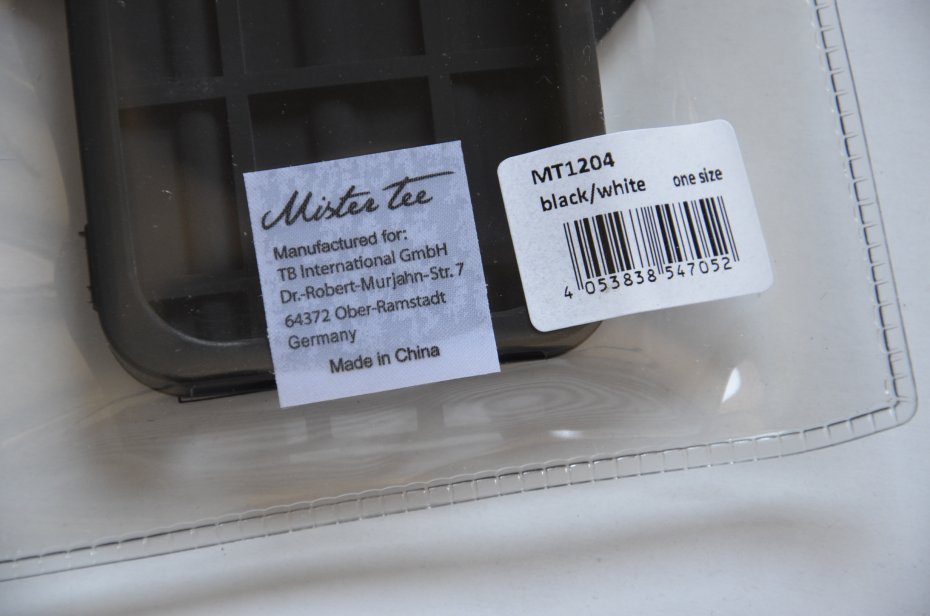 Mister Tee
Manufactured for:
TB International GmbH
Dr.-Robert-Murjahn-Str. 7
64372 Ober-Ramstadt
Germany
Made in China
MT1204
black/white one size
4 053838 547052